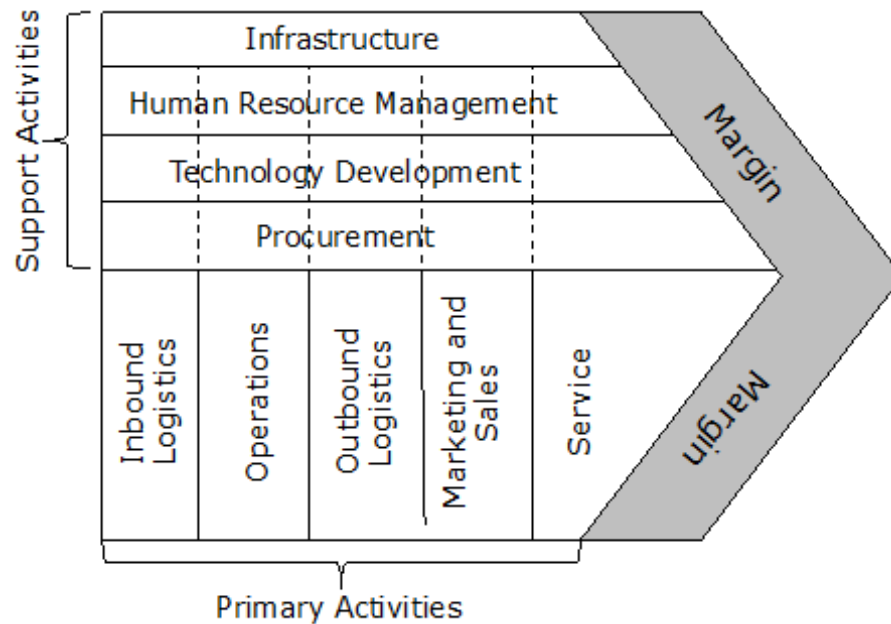 Support Activities
Infrastructure
Human Resource Management
Technology Development
Procurement
Margin
Inbound
Logistics
Operations
Outbound
Logistics
Marketing and
Sales
Service
Margin
Primary Activities